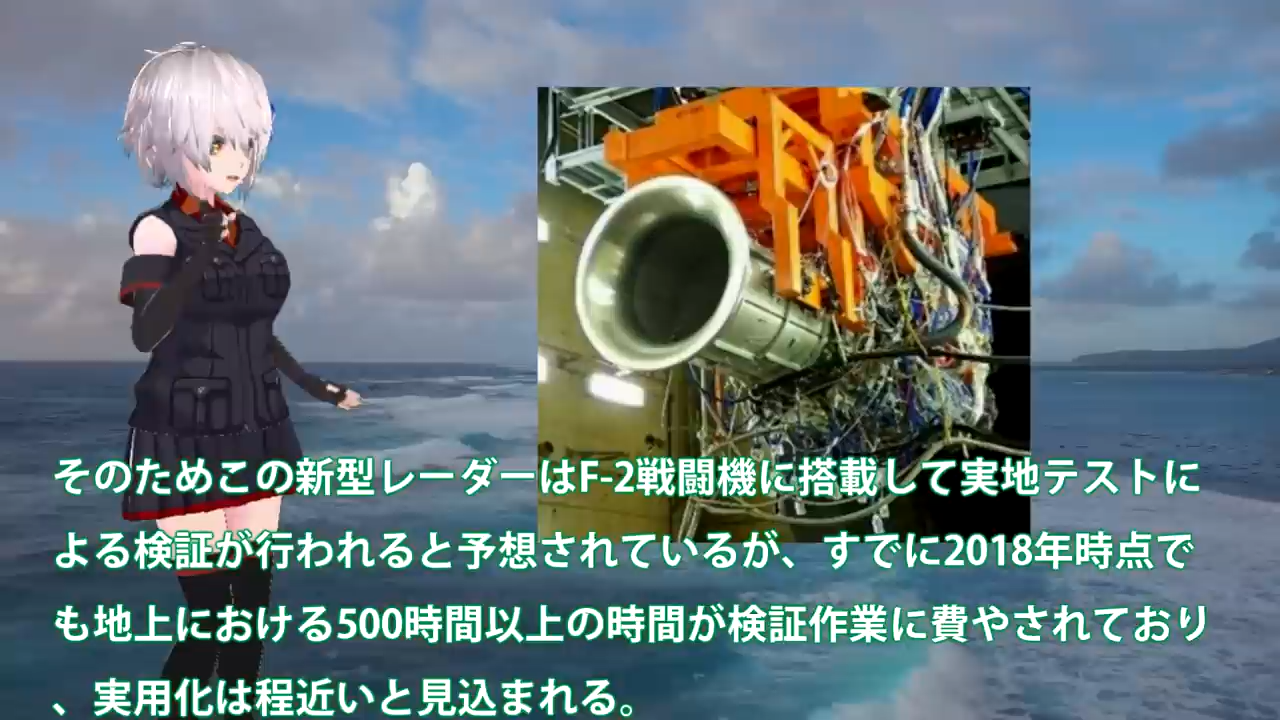 そのためこの新型レーダーはF-2戦闘機に搭載して実地テストに
よる検証が行われると予想されているが、すでに2018年時点で
も地上における500時間以上の時間が検証作業に費やされており
、実用化は程近いと見込まれる。